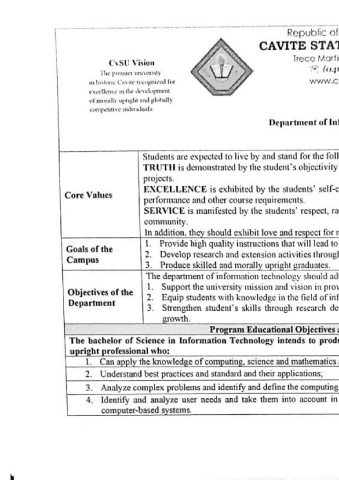 Republic of
CAVITE STAT
Trece Marti
(046
www.c
CvSU Vision
The premier university
in historic Cavite recognized for
excellence in the development
of morally upright and globally
competitive individuals.
Department of Inf
Core Values
Students are expected to live by and stand for the foll
TRUTH is demonstrated by the student's objectivity
projects.
EXCELLENCE is exhibited by the students' self-c
performance and other course requirements.
SERVICE is manifested by the students' respect, ra
community.
In addition, they should exhibit love and respect for n
Goals of the
Campus
1. Provide high quality instructions that will lead to
2. Develop research and extension activities through
3. Produce skilled and morally upright graduates.
Objectives of the
Department
The department of information technology should ad
1. Support the university mission and vision in prov
2. Equip students with knowledge in the field of inf
3. Strengthen student's skills through research de
growth.
Program Educational Objectives a
The bachelor of Science in Information Technology intends to produ
upright professional who:
1. Can apply the knowledge of computing, science and mathematics
2. Understand best practices and standard and their applications;
3. Analyze complex problems and identify and define the computing
4. Identify and analyze user needs and take them into account in
computer-based systems.